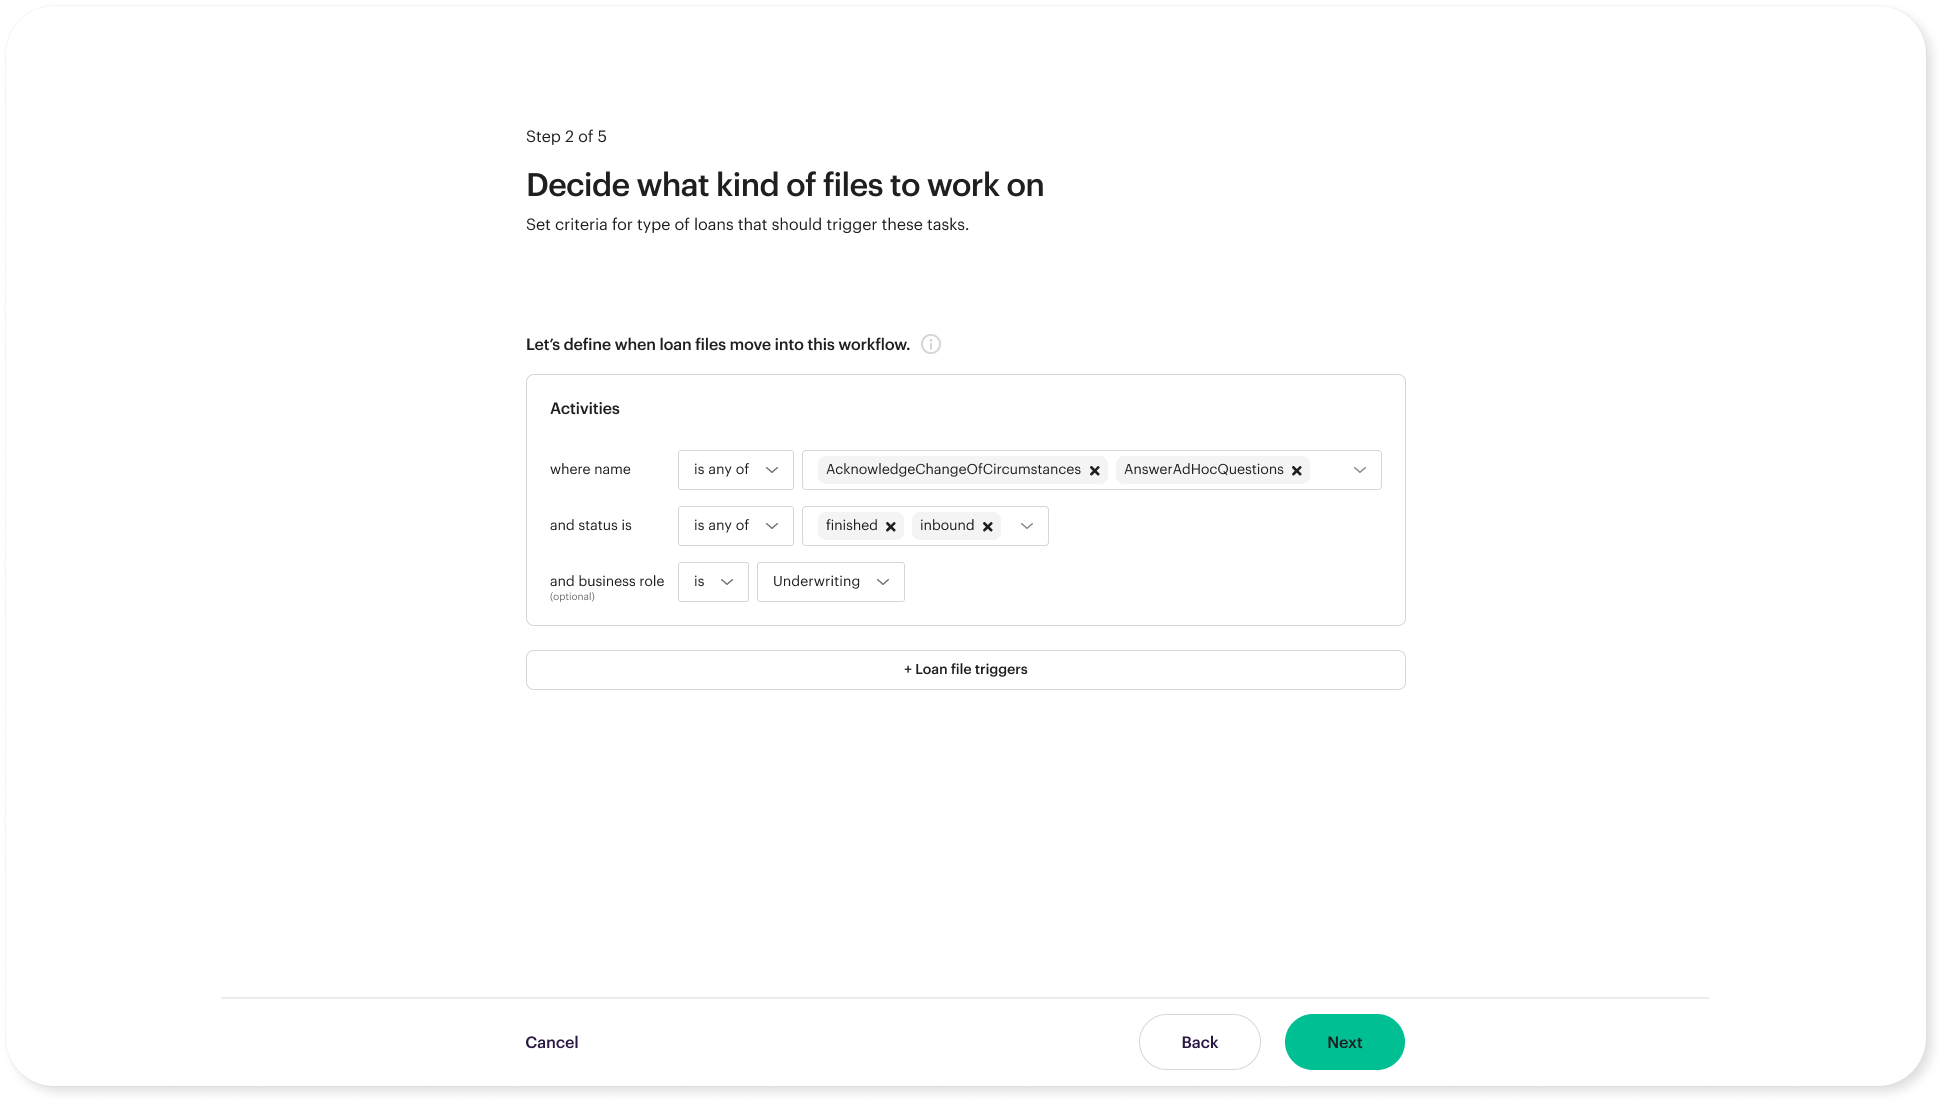 Step 2 of 5
Decide what kind of files to work on
Set criteria for type of loans that should trigger these tasks.
Let’s define when loan files move into this workflow.
Activities
where name is any of AcknowledgeChangeOfCircumstances AnswerAdHocQuestions
and status is is any of finished inbound
and business role is Underwriting
(optional)
+ Loan file triggers
Cancel Back Next